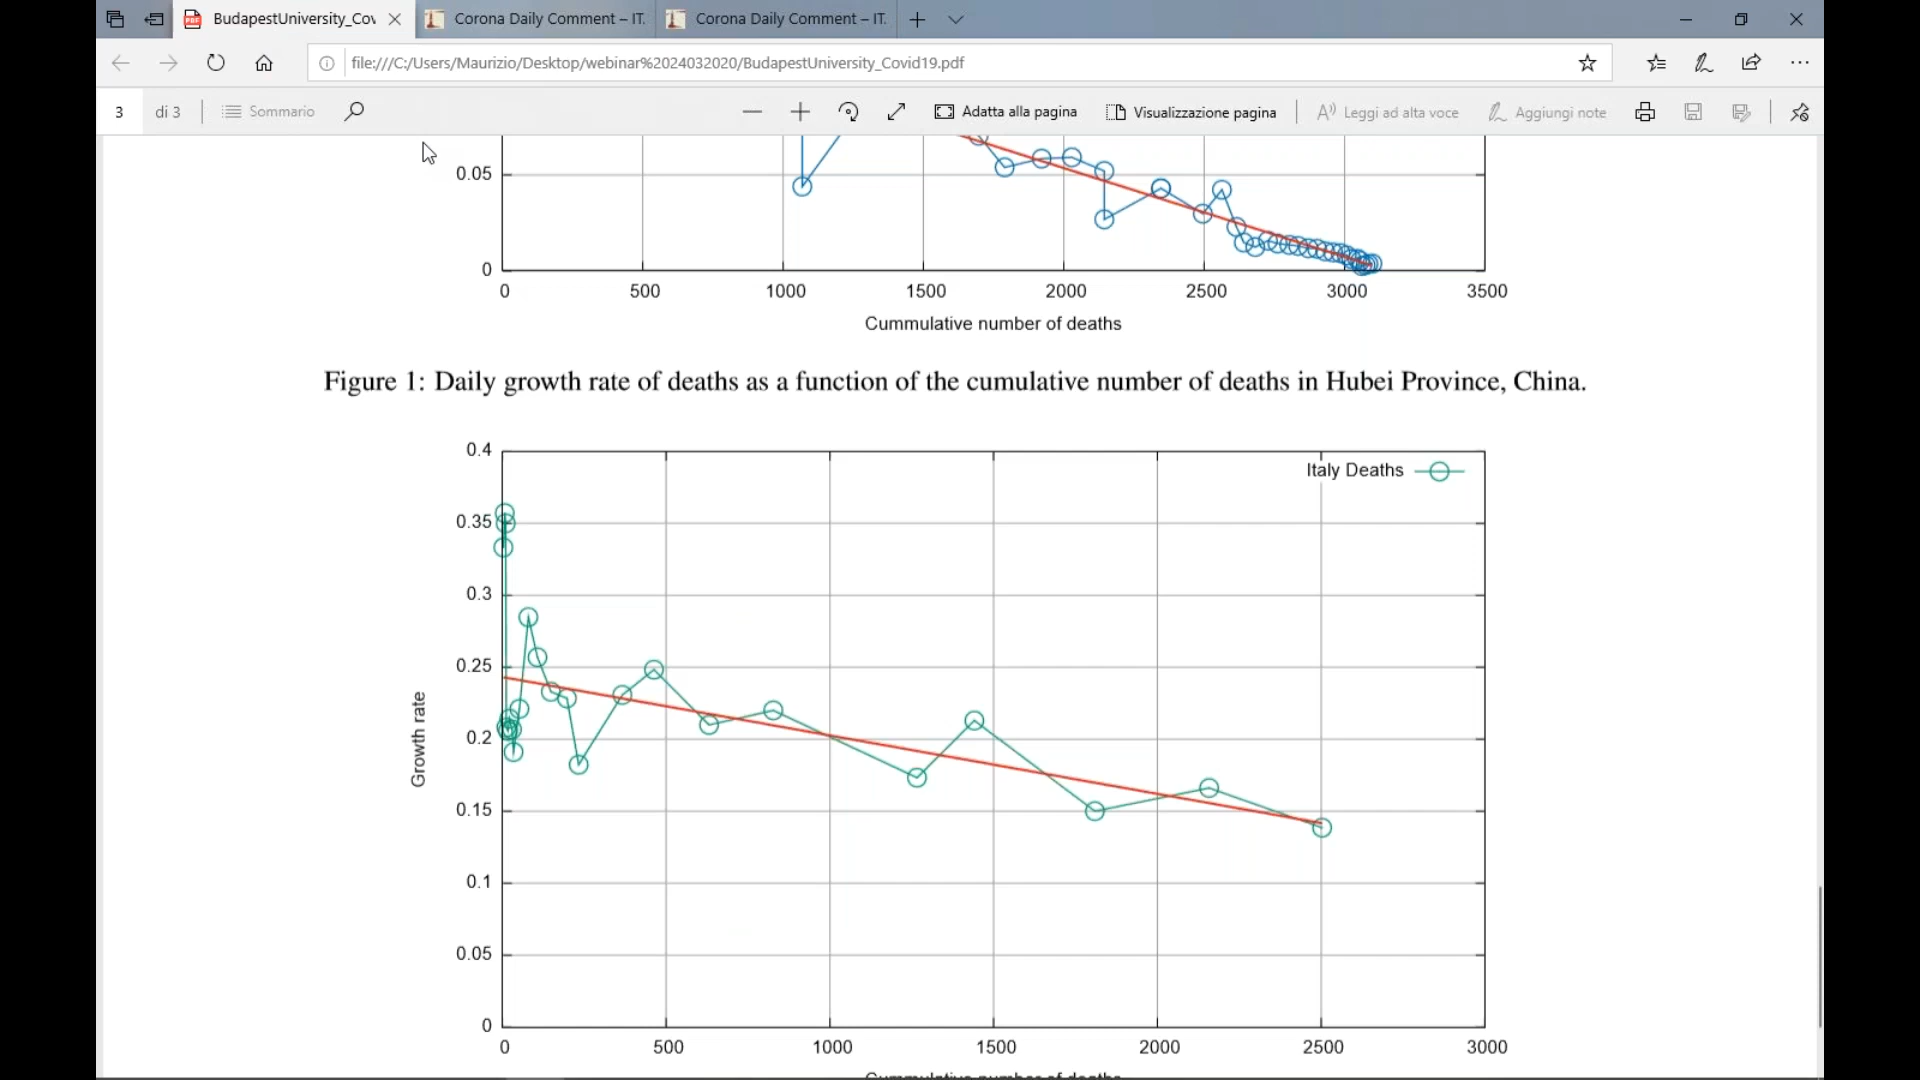 BudapestUniversity_Cov
Corona Daily Comment – IT.
Corona Daily Comment – IT.
file:///C:/Users/Maurizio/Desktop/webinar%2024032020/BudapestUniversity_Covid19.pdf
3 di 3 Sommario Adatta alla pagina Visualizzazione pagina Leggi ad alta voce Aggiungi note
0.05
0
0 500 1000 1500 2000 2500 3000 3500
Cummulative number of deaths
Figure 1: Daily growth rate of deaths as a function of the cumulative number of deaths in Hubei Province, China.
0.4
Italy Deaths
0.35
0.3
0.25
Growth rate
0.2
0.15
0.1
0.05
0
0 500 1000 1500 2000 2500 3000
Cummulative number of deaths